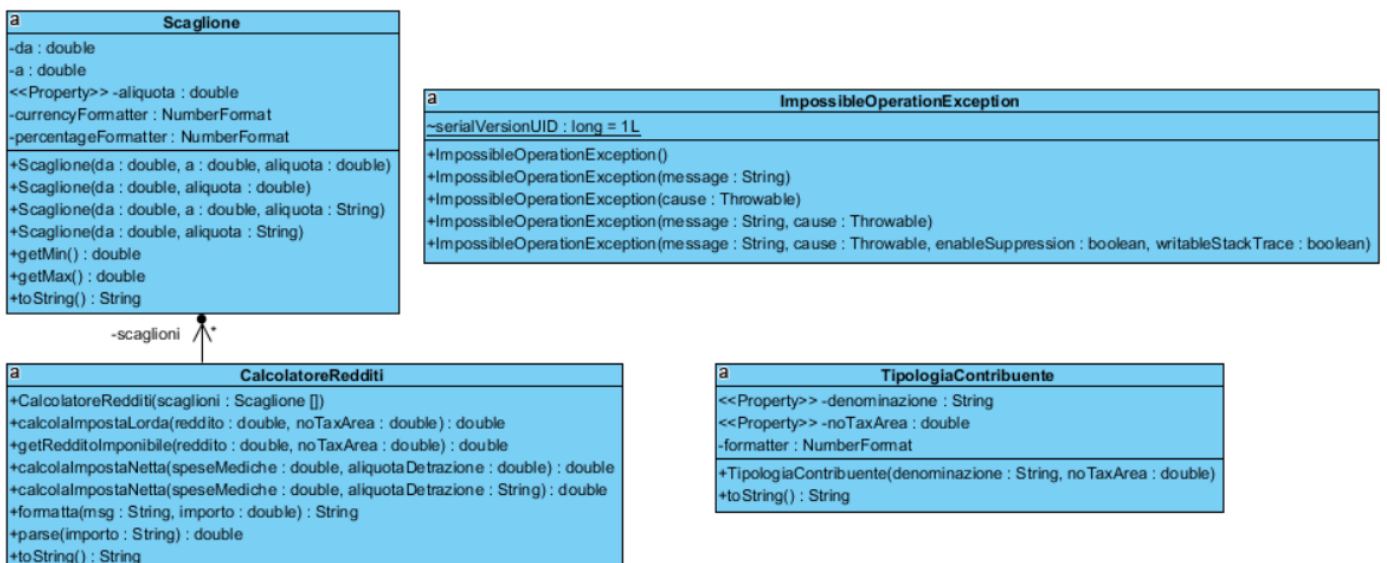 a
Scaglione
-da : double
-a : double
<<Property>> -aliquota : double
-currencyFormatter : NumberFormat
-percentageFormatter : NumberFormat
+Scaglione(da : double, a : double, aliquota : double)
+Scaglione(da : double, aliquota : double)
+Scaglione(da : double, a : double, aliquota : String)
+Scaglione(da : double, aliquota : String)
+getMin() : double
+getMax() : double
+toString() : String
a
ImpossibleOperationException
~serialVersionUID : long = 1L
+ImpossibleOperationException()
+ImpossibleOperationException(message : String)
+ImpossibleOperationException(cause : Throwable)
+ImpossibleOperationException(message : String, cause : Throwable)
+ImpossibleOperationException(message : String, cause : Throwable, enableSuppression : boolean, writableStackTrace : boolean)
-scaglioni *
a
CalcolatoreRedditi
+CalcolatoreRedditi(scaglioni : Scaglione [])
+calcolaImpostaLorda(reddito : double, noTaxArea : double) : double
+getRedditoImponibile(reddito : double, noTaxArea : double) : double
+calcolaImpostaNetta(speseMediche : double, aliquotaDetrazione : double) : double
+calcolaImpostaNetta(speseMediche : double, aliquotaDetrazione : String) : double
+formatta(msg : String, importo : double) : String
+parse(importo : String) : double
+toString() : String
a
TipologiaContribuente
<<Property>> -denominazione : String
<<Property>> -noTaxArea : double
-formatter : NumberFormat
+TipologiaContribuente(denominazione : String, noTaxArea : double)
+toString() : String